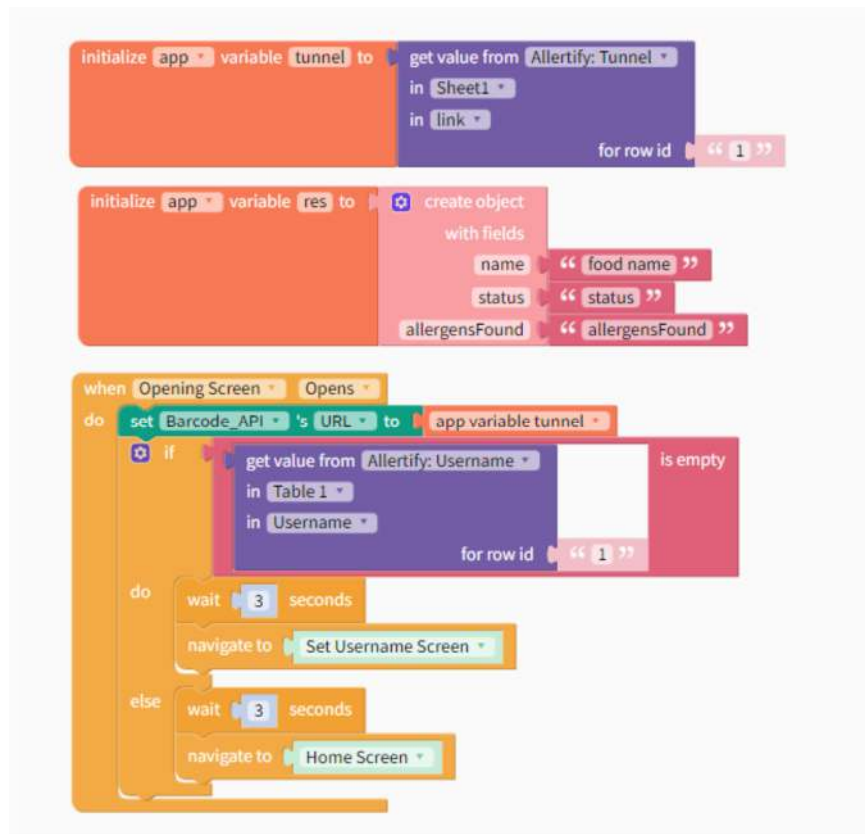 initialize app variable tunnel to get value from Allertify: Tunnel
in Sheet1
in link
for row id “ 1 ”
initialize app variable res to create object
with fields
name “ food name ”
status “ status ”
allergensFound “ allergensFound ”
when Opening Screen Opens
do set Barcode_API 's URL to app variable tunnel
if get value from Allertify: Username is empty
in Table 1
in Username
for row id “ 1 ”
do wait 3 seconds
navigate to Set Username Screen
else wait 3 seconds
navigate to Home Screen